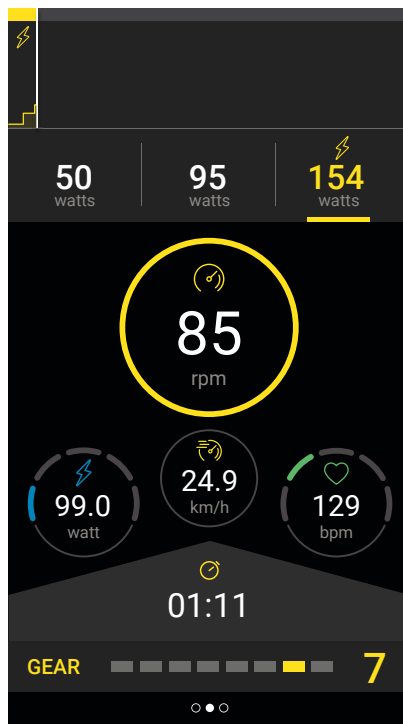 50 95 154
watts watts watts
85
rpm
24.9
km/h
99.0
watt
129
bpm
01:11
GEAR 7